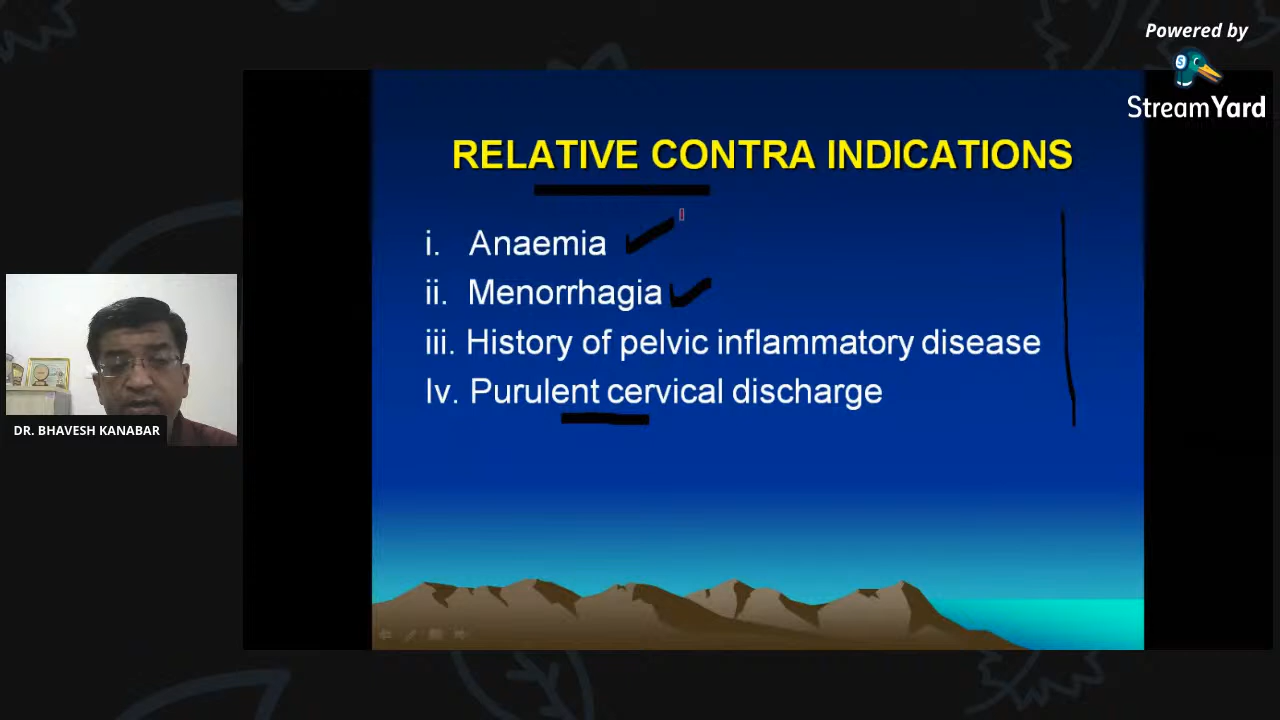 Powered by
StreamYard
RELATIVE CONTRA INDICATIONS
i. Anaemia
ii. Menorrhagia
iii. History of pelvic inflammatory disease
Iv. Purulent cervical discharge
DR. BHAVESH KANABAR